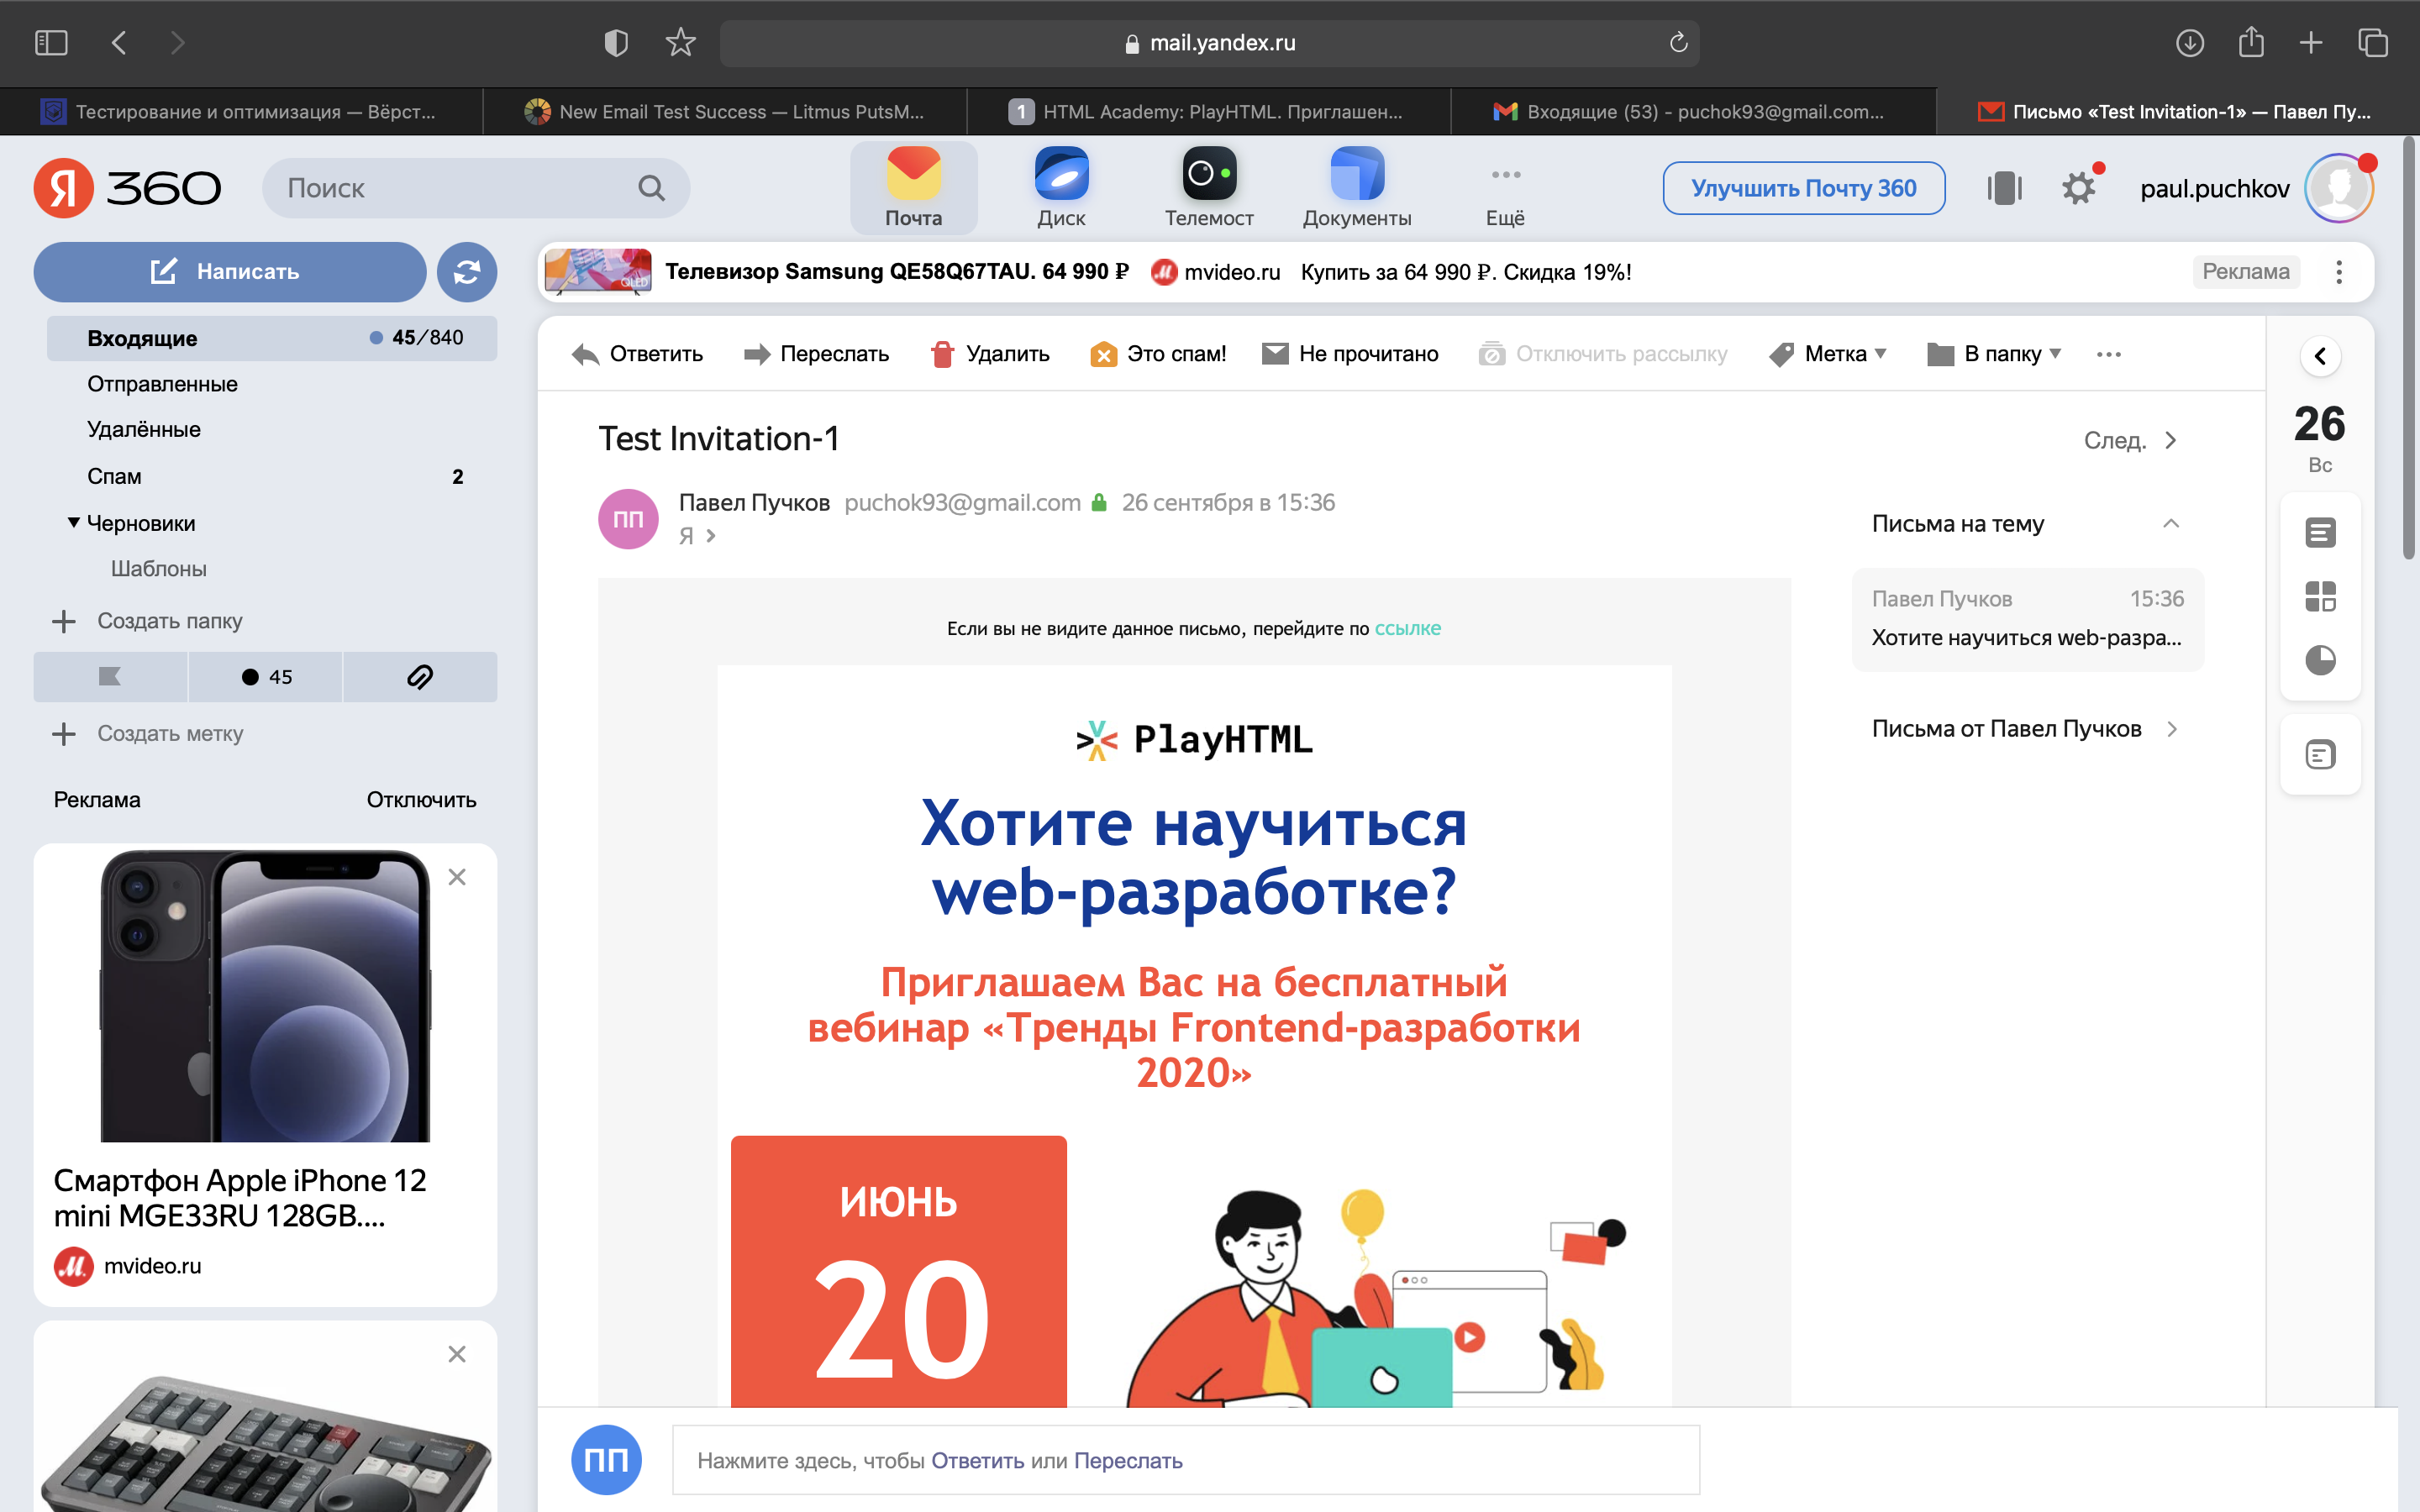 mail.yandex.ru
Тестирование и оптимизация — Вёрст...
New Email Test Success — Litmus PutsM...
1 HTML Academy: PlayHTML. Приглашен...
Входящие (53) - puchok93@gmail.com...
Письмо «Test Invitation-1» — Павел Пу...
Я 360
Поиск
Почта
Диск
Телемост
Документы
Ещё
Улучшить Почту 360
paul.puchkov
Написать
Телевизор Samsung QE58Q67TAU. 64 990 ₽ mvideo.ru Купить за 64 990 ₽. Скидка 19%!
Реклама
Входящие 45/840
Отправленные
Удалённые
Спам 2
Черновики
Шаблоны
Создать папку
45
Создать метку
Реклама Отключить
Смартфон Apple iPhone 12
mini MGE33RU 128GB....
mvideo.ru
Ответить Переслать Удалить Это спам! Не прочитано Отключить рассылку Метка В папку
Test Invitation-1
След.
ПП
Павел Пучков puchok93@gmail.com 26 сентября в 15:36
Я
Если вы не видите данное письмо, перейдите по ссылке
PlayHTML
Хотите научиться
web-разработке?
Приглашаем Вас на бесплатный
вебинар «Тренды Frontend-разработки
2020»
ИЮНЬ
20
Письма на тему
Павел Пучков 15:36
Хотите научиться web-разра...
Письма от Павел Пучков
26
Вс
ПП
Нажмите здесь, чтобы Ответить или Переслать